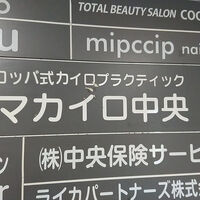 TOTAL BEAUTY SALON COC
u
mipccip nai
ロッパ式カイロプラクティック
マカイロ中央
(株)中央保険サービ
r
ライカパートナーズ株式